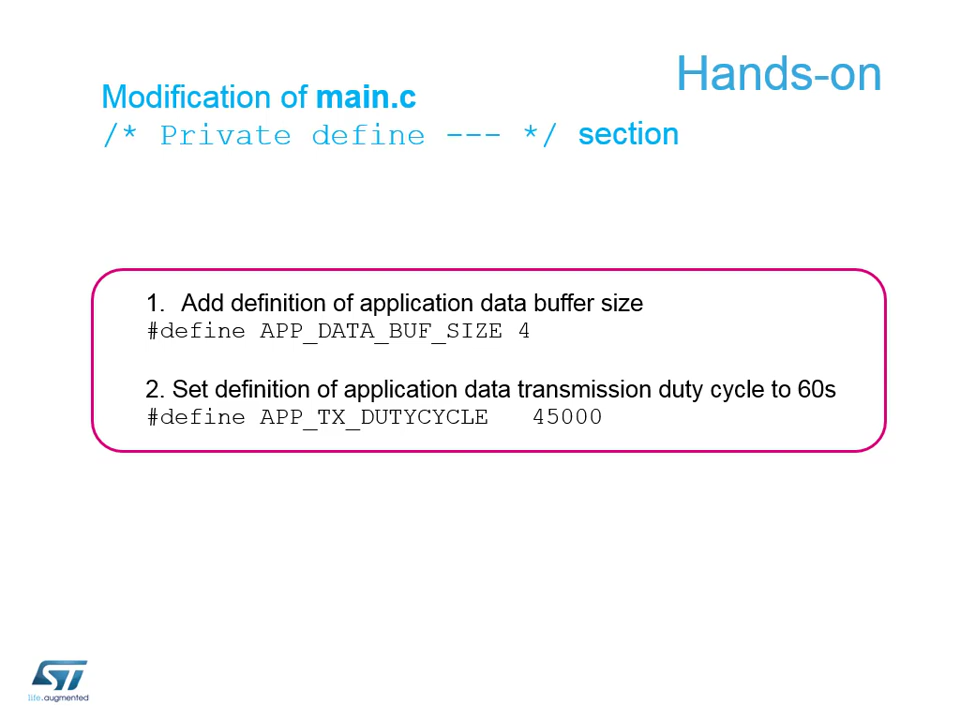 Hands-on
Modification of main.c
/* Private define --- */ section
1. Add definition of application data buffer size
#define APP_DATA_BUF_SIZE 4
2. Set definition of application data transmission duty cycle to 60s
#define APP_TX_DUTYCYCLE 45000
ST
life.augmented